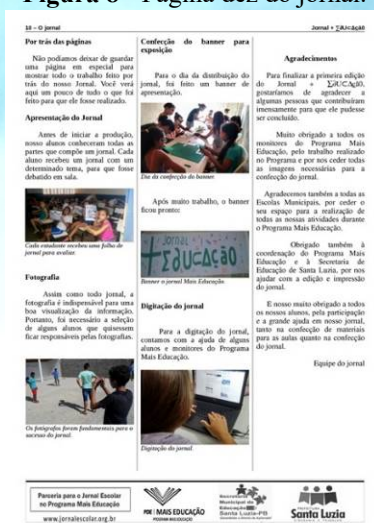 Figura 8 - Página dez do jornal.
10 – O jornal
Jornal + ∑dUCAção
Por trás das páginas
Não podíamos deixar de guardar
uma página em especial para
mostrar todo o trabalho feito por
trás do nosso Jornal. Você verá
aqui um pouco de tudo o que foi
feito para que ele fosse realizado.
Apresentação do Jornal
Antes de iniciar a produção,
nosso alunos conheceram todas as
partes que compõe um jornal. Cada
aluno recebeu um jornal com um
determinado tema, para que fosse
debatido em sala.
Cada estudante recebeu uma folha de
jornal para avaliar.
Fotografia
Assim como todo jornal, a
fotografia é indispensável para uma
boa visualização da informação.
Portanto, foi necessário a seleção
de alguns alunos que quisessem
ficar responsáveis pelas fotografias.
Os fotógrafos foram fundamentais para o
sucesso do jornal.
Confecção do banner para
exposição
Para o dia da distribuição do
jornal, foi feito um banner de
apresentação.
Dia da confecção do banner.
Após muito trabalho, o banner
ficou pronto!
JORNAL
+EdUCAção
Banner o jornal Mais Educação.
Digitação do jornal
Para a digitação do jornal,
contamos com a ajuda de alguns
alunos e monitores do Programa
Mais Educação.
Digitação do jornal.
Agradecimentos
Para finalizar a primeira edição
do Jornal + ∑dUCAção,
gostaríamos de agradecer a
algumas pessoas que contribuíram
imensamente para que ele pudesse
ser concluído.
Muito obrigado a todos os
monitores do Programa Mais
Educação, pelo trabalho realizado
no Programa e por nos ceder todas
as imagens necessárias para a
confecção do jornal.
Agradecemos também a todas as
Escolas Municipais, por ceder o
seu espaço para a realização de
todas as nossas atividades durante
o Programa Mais Educação.
Obrigado também à
coordenação do Programa Mais
Educação e à Secretaria de
Educação de Santa Luzia, por nos
ajudar com a edição e impressão
do jornal.
E nosso muito obrigado a todos
os nossos alunos, pela participação
e a grande ajuda em nosso jornal,
tanto na confecção de materiais
para as aulas quanto na confecção
do jornal.
Equipe do jornal
Parceria para o Jornal Escolar
no Programa Mais Educação
www.jornalescolar.org.br
PDE | MAIS EDUCAÇÃO
Secretaria
Municipal de
Educação
Santa Luzia-PB
Santa Luzia